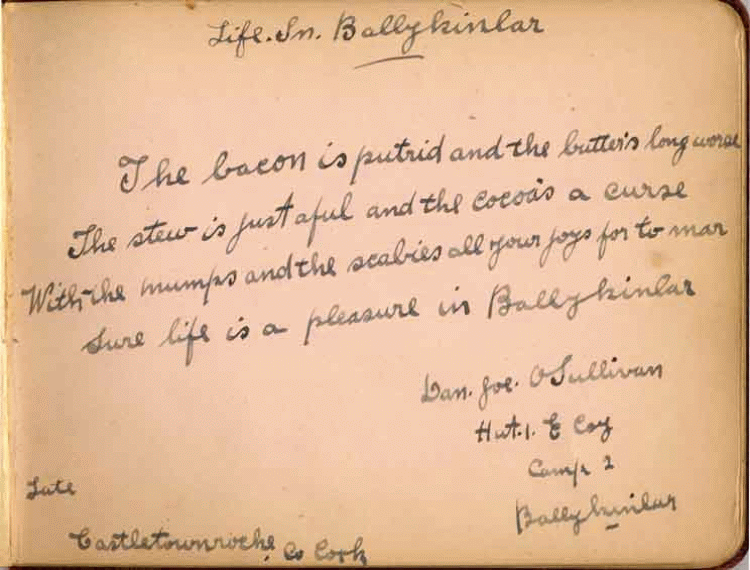 Life. In. Ballykinlar
The bacon is putrid and the butter's long worse
The stew is just aful and the cocoa's a curse
With the mumps and the scabies all your joys for to mar
Sure life is a pleasure in Ballykinlar
Dan. Joe. O'Sullivan
Hut. 1. E Coy
Camp 2
Ballykinlar
Late
Castletownroche, Co Cork